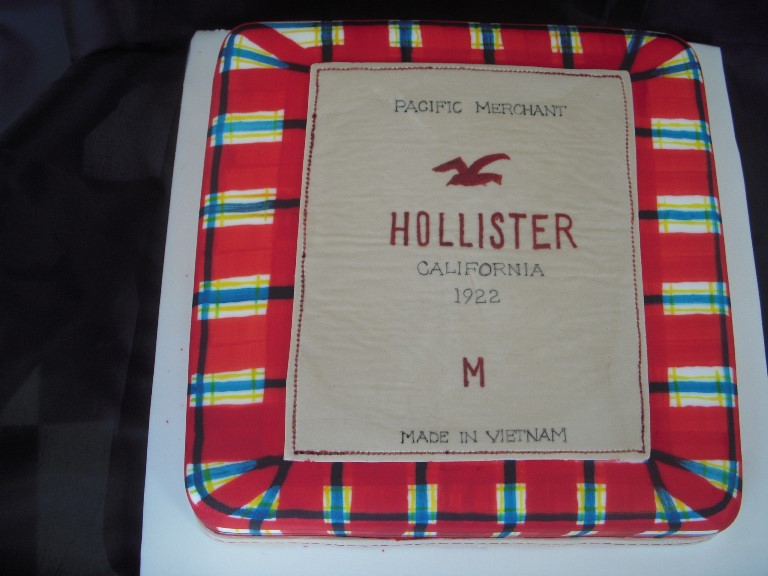 PACIFIC MERCHANT
HOLLISTER
CALIFORNIA
1922
M
MADE IN VIETNAM